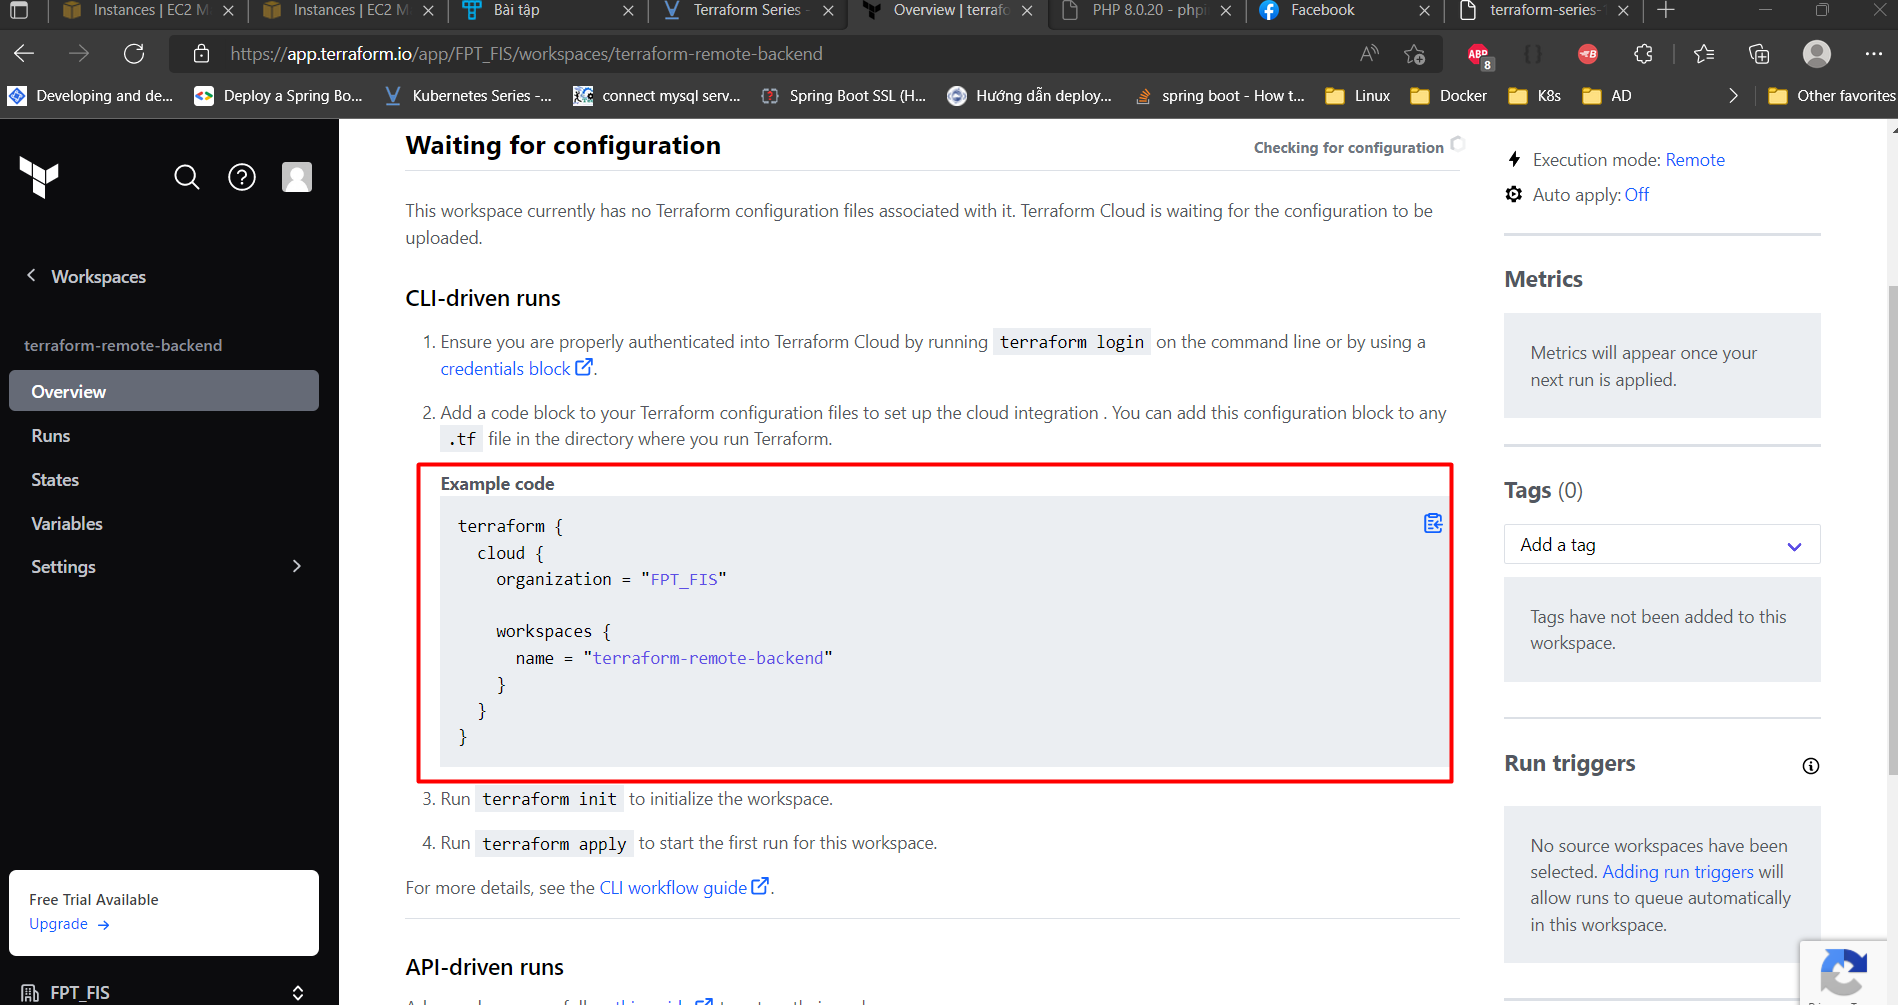 Instances | EC2 M
Instances | EC2 M
Bài tập
Terraform Series -
Overview | terrafo
PHP 8.0.20 - phpi
Facebook
terraform-series-
https://app.terraform.io/app/FPT_FIS/workspaces/terraform-remote-backend
ABP
8
B
Developing and de...
Deploy a Spring Bo...
Kubernetes Series -...
connect mysql serv...
Spring Boot SSL (H...
Hướng dẫn deploy...
spring boot - How t...
Linux
Docker
K8s
AD
Other favorites
Workspaces
terraform-remote-backend
Overview
Runs
States
Variables
Settings
Free Trial Available
Upgrade →
FPT_FIS
Waiting for configuration
Checking for configuration
This workspace currently has no Terraform configuration files associated with it. Terraform Cloud is waiting for the configuration to be
uploaded.
CLI-driven runs
1. Ensure you are properly authenticated into Terraform Cloud by running terraform login on the command line or by using a
credentials block.
2. Add a code block to your Terraform configuration files to set up the cloud integration . You can add this configuration block to any
.tf file in the directory where you run Terraform.
Example code
terraform {
cloud {
organization = "FPT_FIS"
workspaces {
name = "terraform-remote-backend"
}
}
}
3. Run terraform init to initialize the workspace.
4. Run terraform apply to start the first run for this workspace.
For more details, see the CLI workflow guide.
API-driven runs
Execution mode: Remote
Auto apply: Off
Metrics
Metrics will appear once your
next run is applied.
Tags (0)
Add a tag
Tags have not been added to this
workspace.
Run triggers
No source workspaces have been
selected. Adding run triggers will
allow runs to queue automatically
in this workspace.